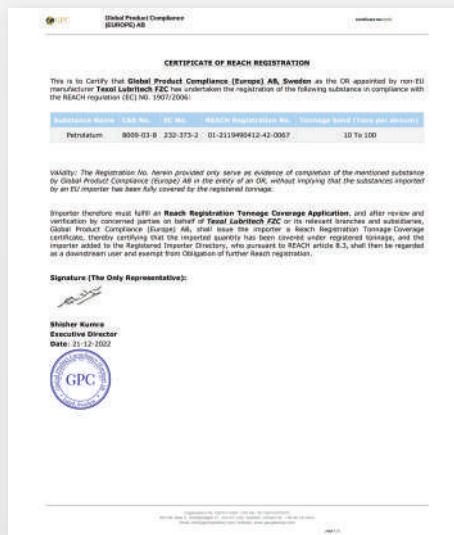 GPC
Global Product Compliance
(EUROPE) AB
CERTIFICATE OF REACH REGISTRATION
This is to Certify that Global Product Compliance (Europe) AB, Sweden as the OR appointed by non-EU
manufacturer Texol Lubritech FZC has undertaken the registration of the following substance in compliance with
the REACH regulation (EC) NO. 1907/2006:
Substance Name CAS No. EC No. REACH Registration No. Tonnage band (Tons per annum)
Petrolatum 8009-03-8 232-373-2 01-2119490412-42-0067 10 To 100
Validity: The Registration No. herein provided only serve as evidence of completion of the mentioned substance
by Global Product Compliance (Europe) AB in the entity of an OR, without implying that the substances imported
by an EU importer has been fully covered by the registered tonnage.
Importer therefore must fulfill an Reach Registration Tonnage Coverage Application, and after review and
verification by concerned parties on behalf of Texol Lubritech FZC or its relevant branches and subsidiaries,
Global Product Compliance (Europe) AB, shall issue the importer a Reach Registration Tonnage Coverage
certificate, thereby certifying that the imported quantity has been covered under registered tonnage, and the
importer added to the Registered Importer Directory, who pursuant to REACH article 8.3, shall then be regarded
as a downstream user and exempt from Obligation of further Reach registration.
Signature (The Only Representative):
Shisher Kumra
Executive Director
Date: 21-12-2022
GPC